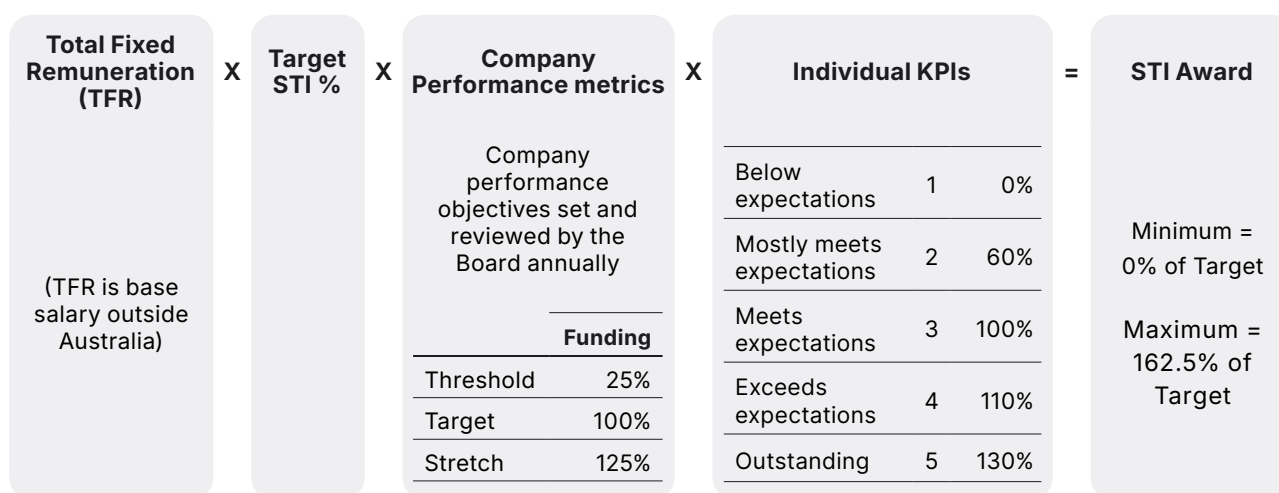 Total Fixed
Remuneration
(TFR)
X
Target
STI %
X
Company
Performance metrics
X
Individual KPIs
=
STI Award
(TFR is base
salary outside
Australia)
Company
performance
objectives set and
reviewed by the
Board annually
Funding
Threshold 25%
Target 100%
Stretch 125%
Below
expectations 1 0%
Mostly meets
expectations 2 60%
Meets
expectations 3 100%
Exceeds
expectations 4 110%
Outstanding 5 130%
Minimum =
0% of Target
Maximum =
162.5% of
Target